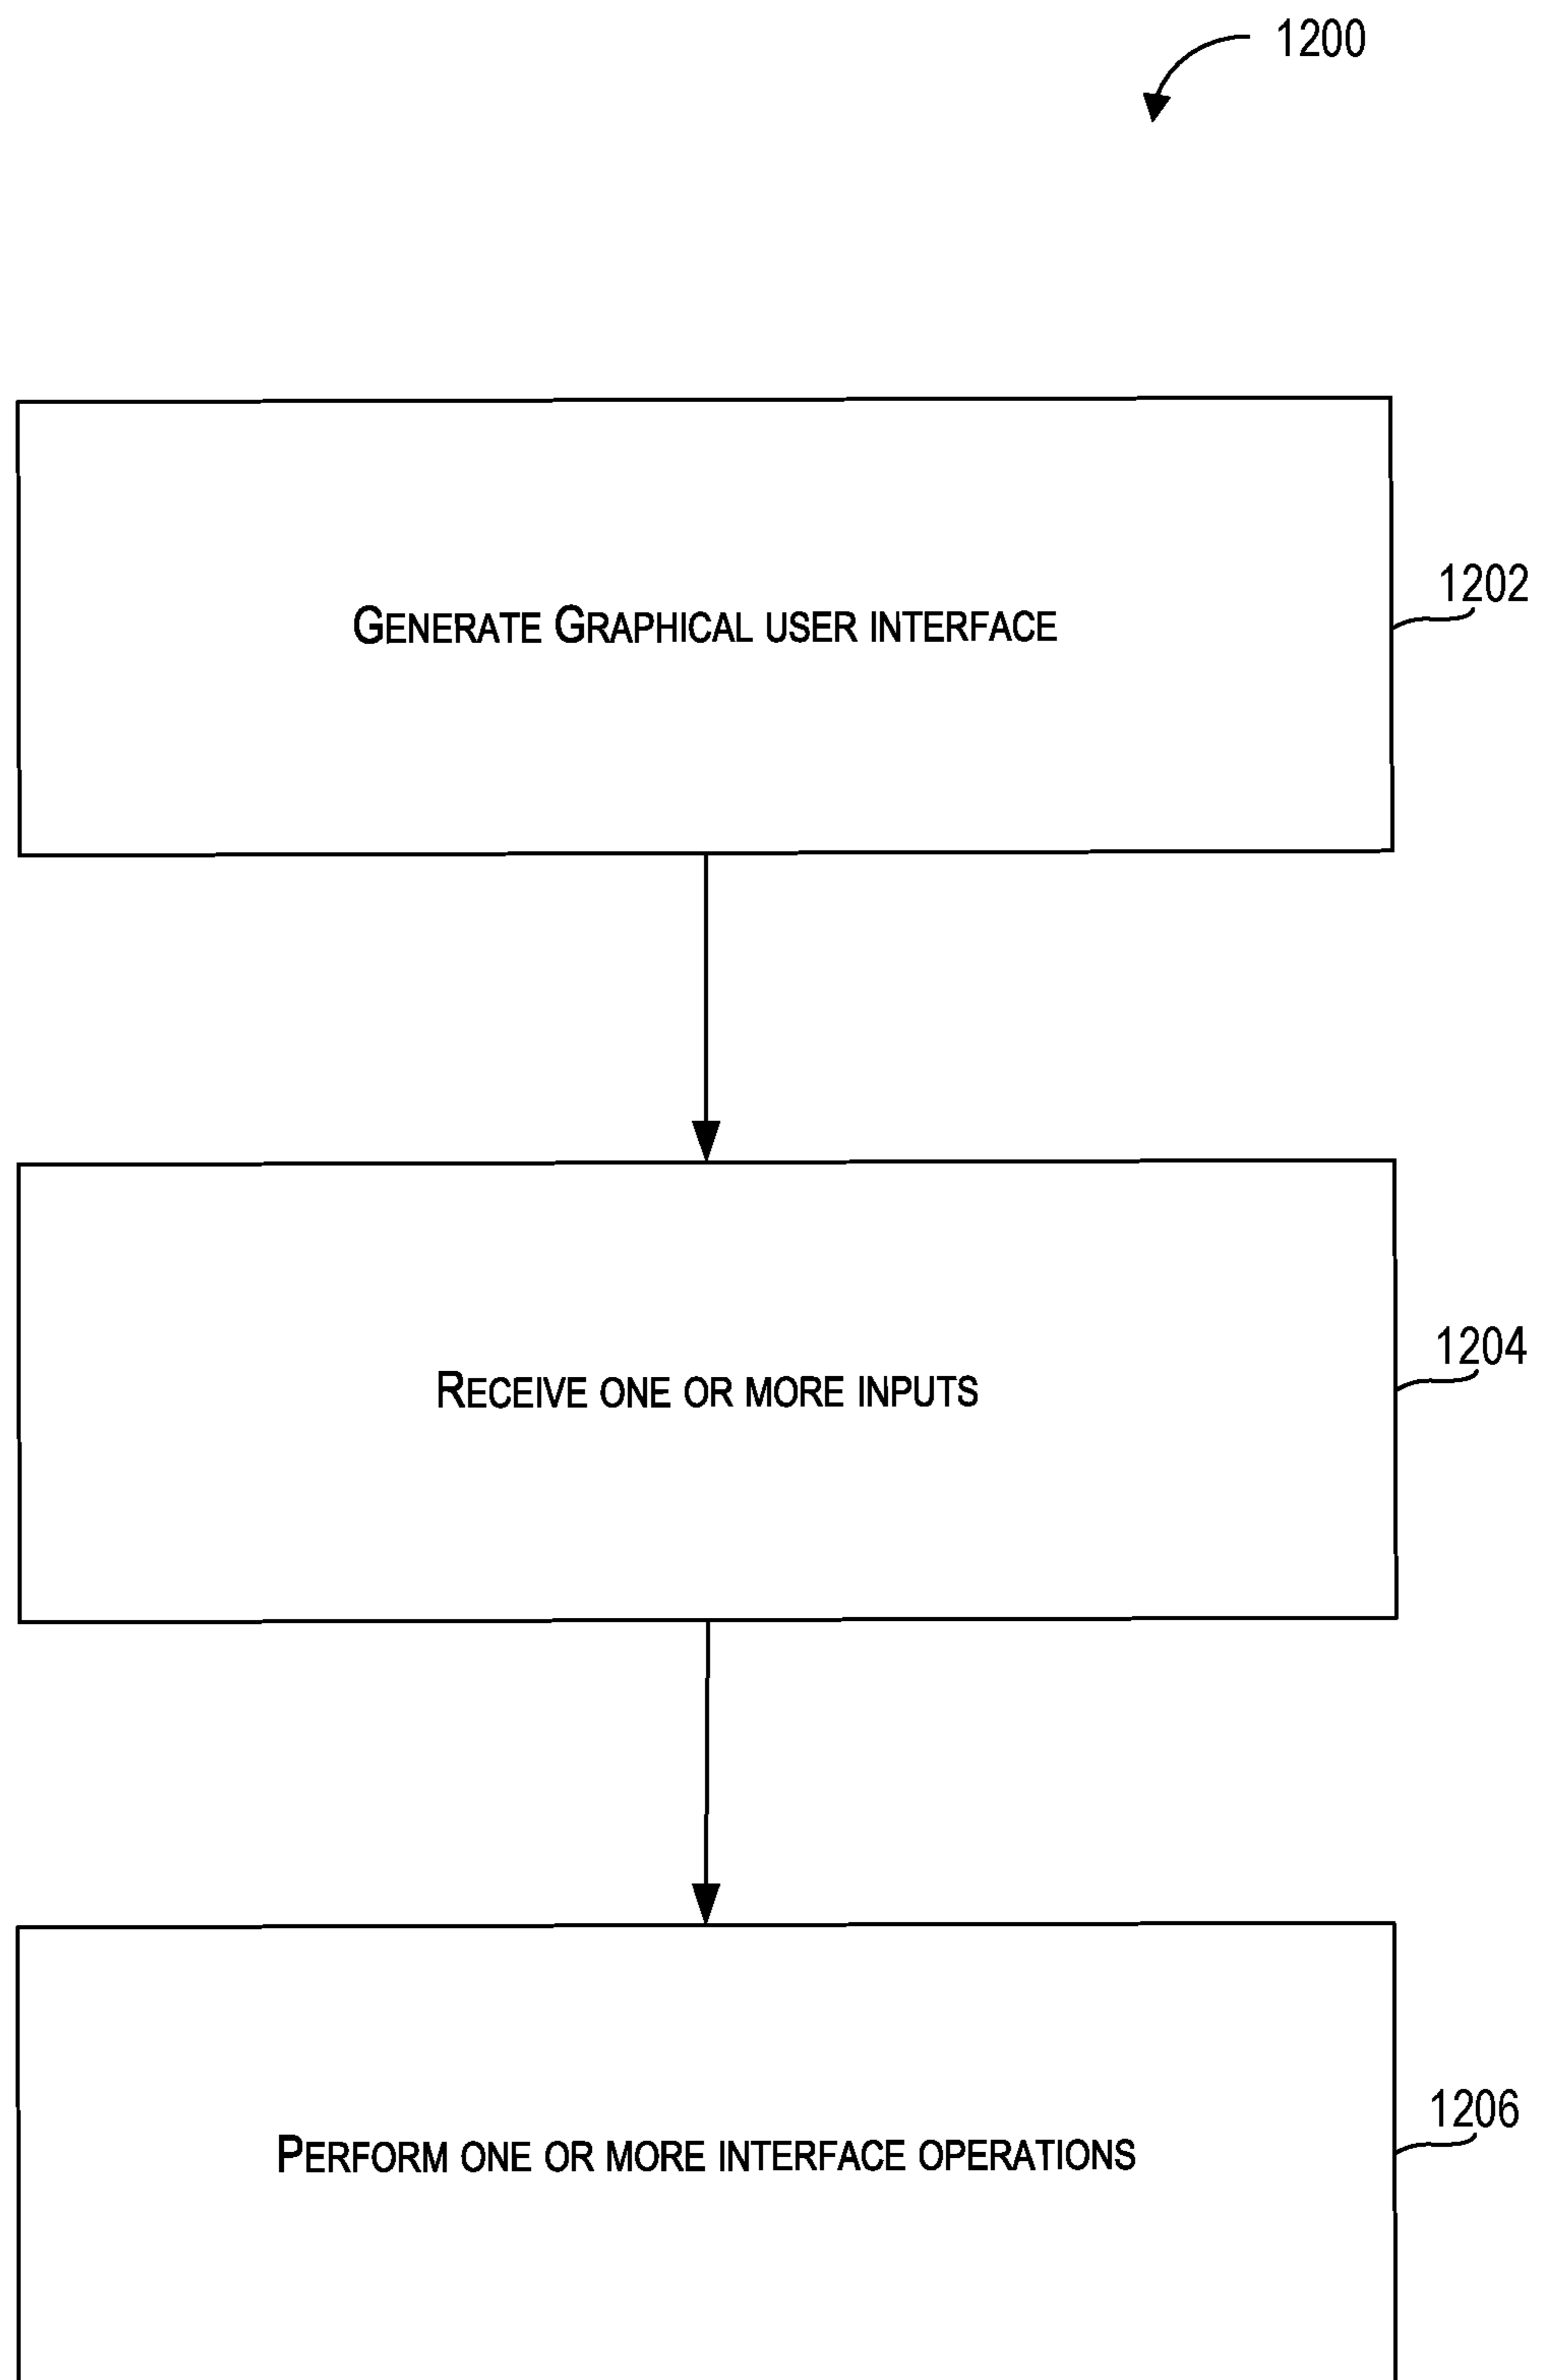 1200
GENERATE GRAPHICAL USER INTERFACE
1202
RECEIVE ONE OR MORE INPUTS
1204
PERFORM ONE OR MORE INTERFACE OPERATIONS
1206